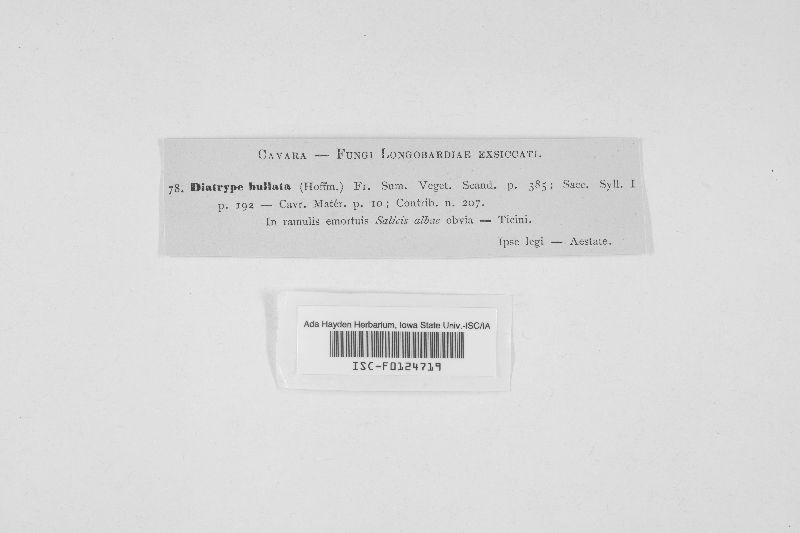 CAVARA — FUNGI LONGOBARDIAE EXSICCATI.
78. Diatrype bullata (Hoffm.) Fr. Sum. Veget. Scand. p. 385; Sacc. Syll. I
p. 192 — Cavr. Matér. p. 10; Contrib. n. 207.
In ramulis emortuis Salicis albae obvia — Ticini.
Ipse legi — Aestate.
Ada Hayden Herbarium, Iowa State Univ.-ISC/IA
ISC-F0124719